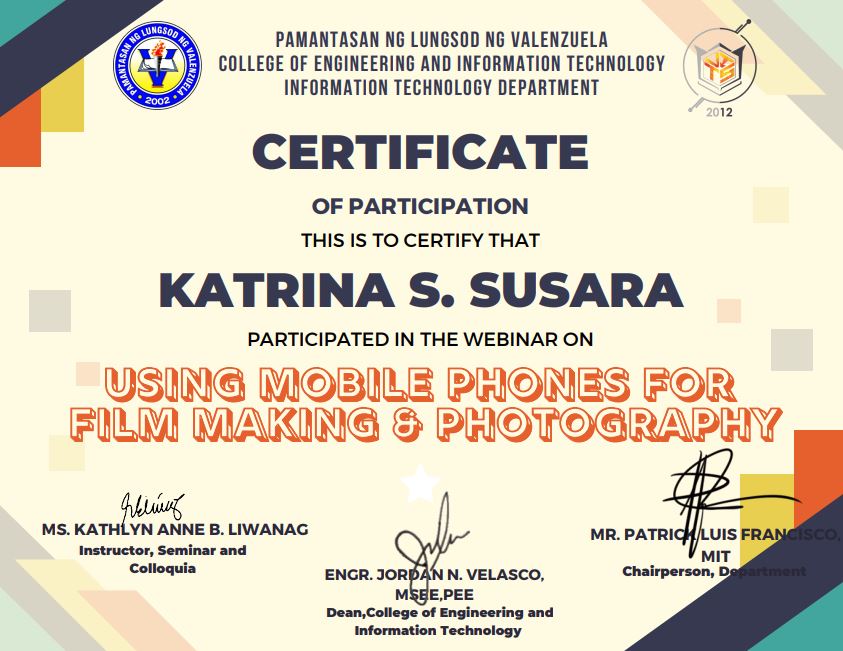 PAMANTASAN NG LUNGSOD NG VALENZUELA
COLLEGE OF ENGINEERING AND INFORMATION TECHNOLOGY
INFORMATION TECHNOLOGY DEPARTMENT
PAMANTASAN NG LUNGSOD NG VALENZUELA
V
2002
2012
CERTIFICATE
OF PARTICIPATION
THIS IS TO CERTIFY THAT
KATRINA S. SUSARA
PARTICIPATED IN THE WEBINAR ON
USING MOBILE PHONES FOR
FILM MAKING & PHOTOGRAPHY
MS. KATHLYN ANNE B. LIWANAG
Instructor, Seminar and
Colloquia
ENGR. JORDAN N. VELASCO,
MSEE,PEE
Dean,College of Engineering and
Information Technology
MR. PATRICK LUIS FRANCISCO,
MIT
Chairperson, Department